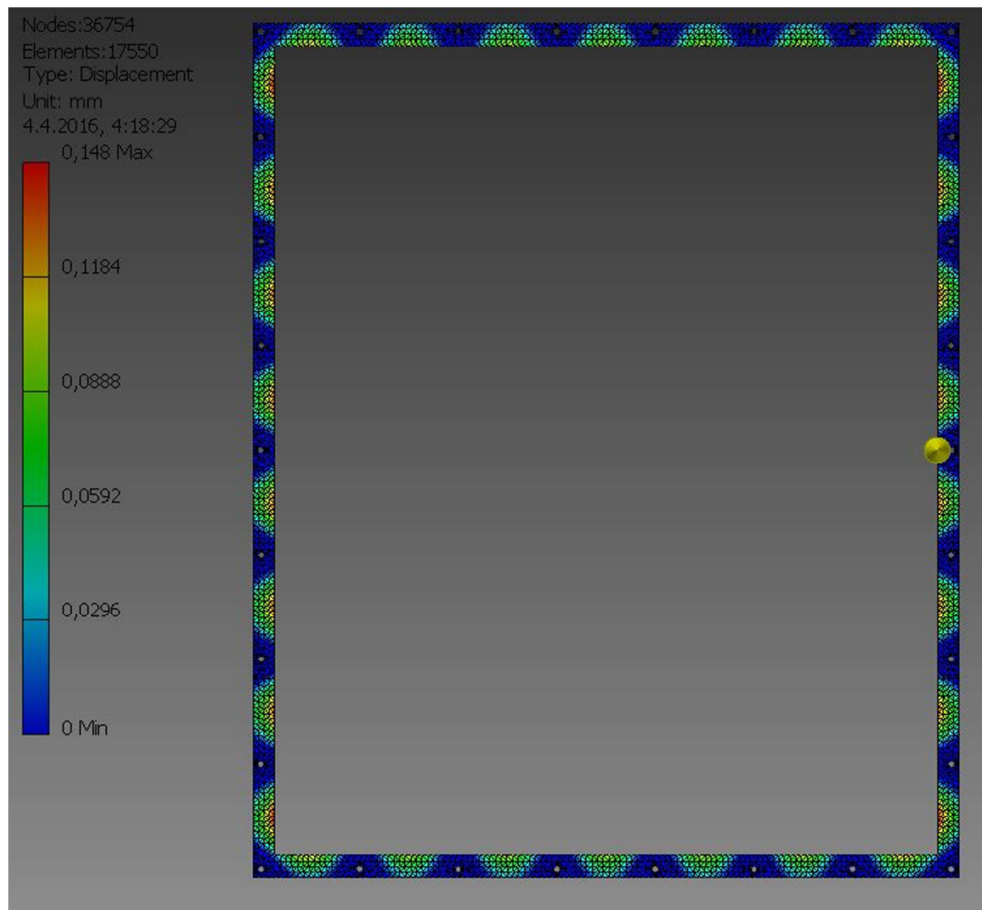 Nodes:36754
Elements:17550
Type: Displacement
Unit: mm
4.4.2016, 4:18:29
0,148 Max
0,1184
0,0888
0,0592
0,0296
0 Min